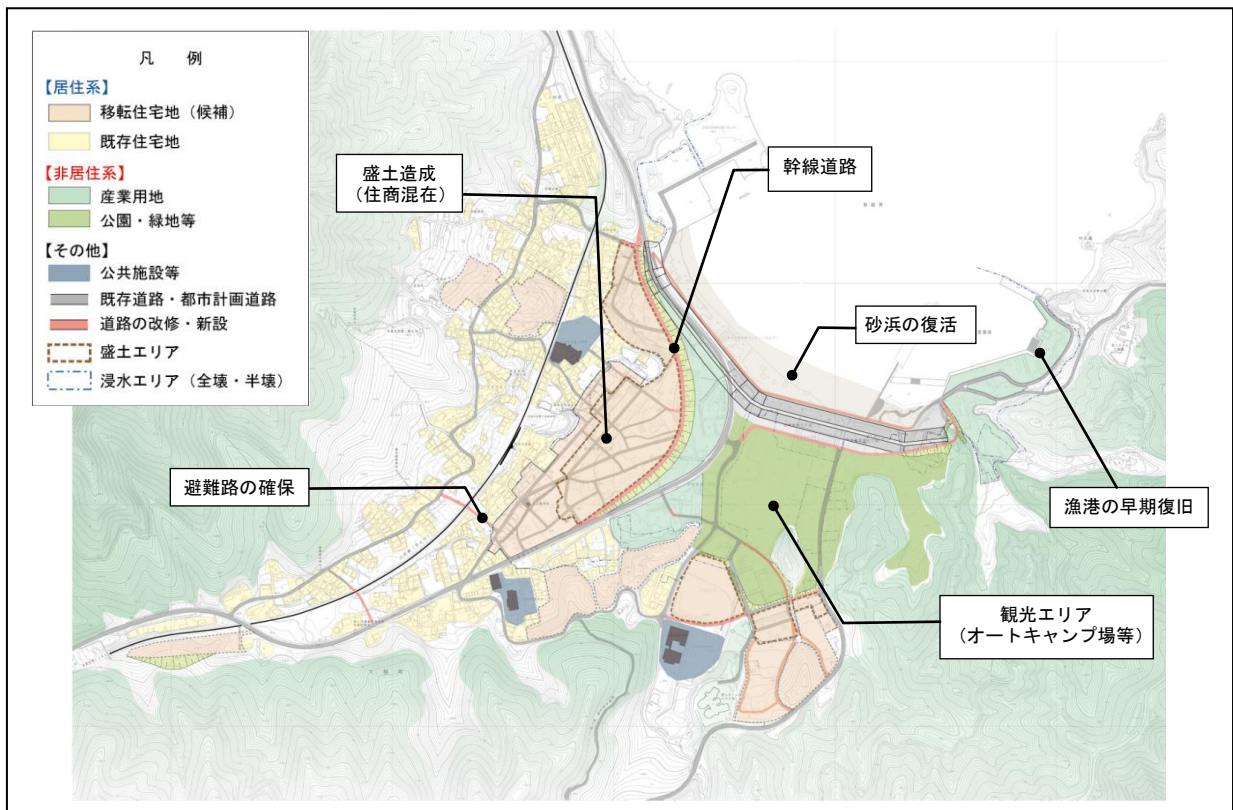 凡　例
【居住系】
移転住宅地（候補）
既存住宅地
【非居住系】
産業用地
公園・緑地等
【その他】
公共施設等
既存道路・都市計画道路
道路の改修・新設
盛土エリア
浸水エリア（全壊・半壊）
盛土造成
（住商混在）
幹線道路
砂浜の復活
避難路の確保
漁港の早期復旧
観光エリア
（オートキャンプ場等）